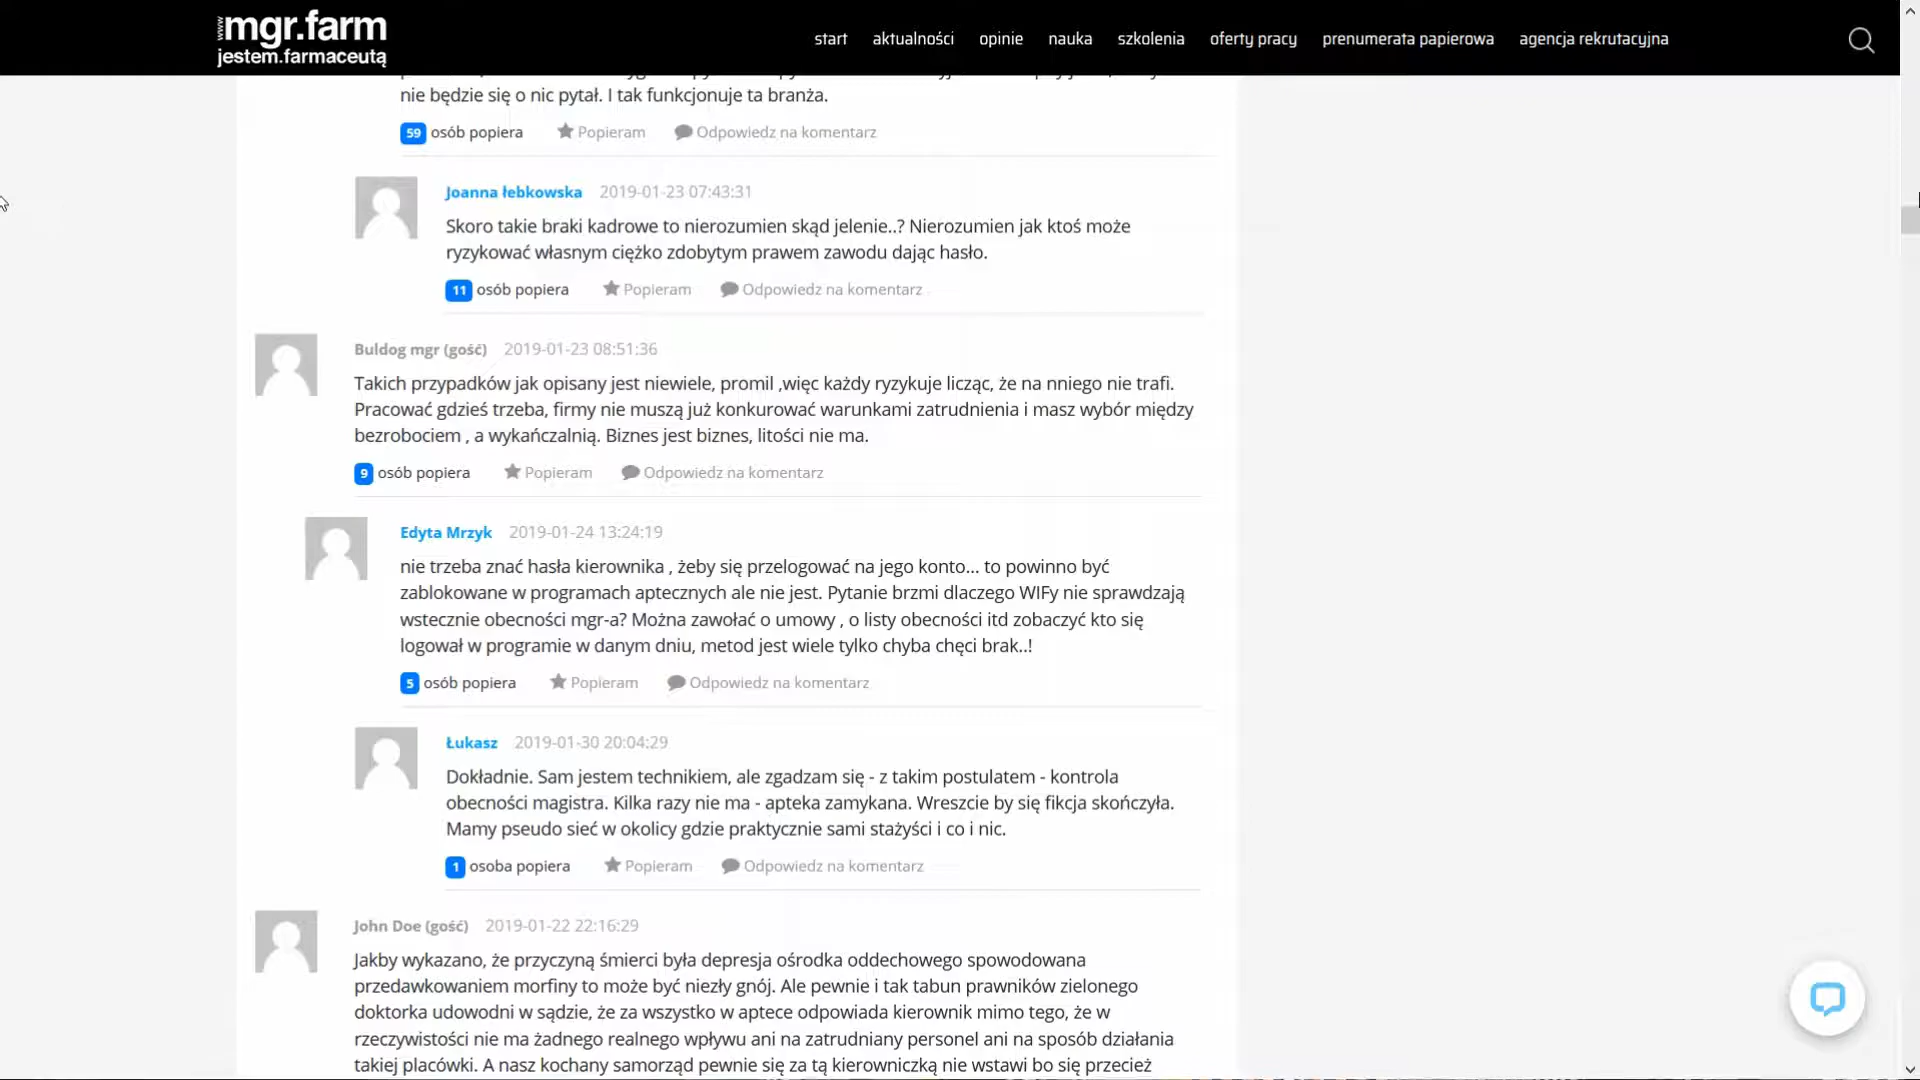 www.mgr.farm
jestem.farmaceutą
start aktualności opinie nauka szkolenia oferty pracy prenumerata papierowa agencja rekrutacyjna
nie będzie się o nic pytał. I tak funkcjonuje ta branża.
59 osób popiera Popieram Odpowiedz na komentarz
Joanna łebkowska 2019-01-23 07:43:31
Skoro takie braki kadrowe to nierozumien skąd jelenie..? Nierozumien jak ktoś może
ryzykować własnym ciężko zdobytym prawem zawodu dając hasło.
11 osób popiera Popieram Odpowiedz na komentarz
Buldog mgr (gość) 2019-01-23 08:51:36
Takich przypadków jak opisany jest niewiele, promil ,więc każdy ryzykuje licząc, że na nniego nie trafi.
Pracować gdzieś trzeba, firmy nie muszą już konkurować warunkami zatrudnienia i masz wybór między
bezrobociem , a wykańczalnią. Biznes jest biznes, litości nie ma.
9 osób popiera Popieram Odpowiedz na komentarz
Edyta Mrzyk 2019-01-24 13:24:19
nie trzeba znać hasła kierownika , żeby się przelogować na jego konto... to powinno być
zablokowane w programach aptecznych ale nie jest. Pytanie brzmi dlaczego WIFy nie sprawdzają
wstecznie obecności mgr-a? Można zawołać o umowy , o listy obecności itd zobaczyć kto się
logował w programie w danym dniu, metod jest wiele tylko chyba chęci brak..!
5 osób popiera Popieram Odpowiedz na komentarz
Łukasz 2019-01-30 20:04:29
Dokładnie. Sam jestem technikiem, ale zgadzam się - z takim postulatem - kontrola
obecności magistra. Kilka razy nie ma - apteka zamykana. Wreszcie by się fikcja skończyła.
Mamy pseudo sieć w okolicy gdzie praktycznie sami stażyści i co i nic.
1 osoba popiera Popieram Odpowiedz na komentarz
John Doe (gość) 2019-01-22 22:16:29
Jakby wykazano, że przyczyną śmierci była depresja ośrodka oddechowego spowodowana
przedawkowaniem morfiny to może być niezły gnój. Ale pewnie i tak tabun prawników zielonego
doktorka udowodni w sądzie, że za wszystko w aptece odpowiada kierownik mimo tego, że w
rzeczywistości nie ma żadnego realnego wpływu ani na zatrudniany personel ani na sposób działania
takiej placówki. A nasz kochany samorząd pewnie się za tą kierowniczką nie wstawi bo się przecież